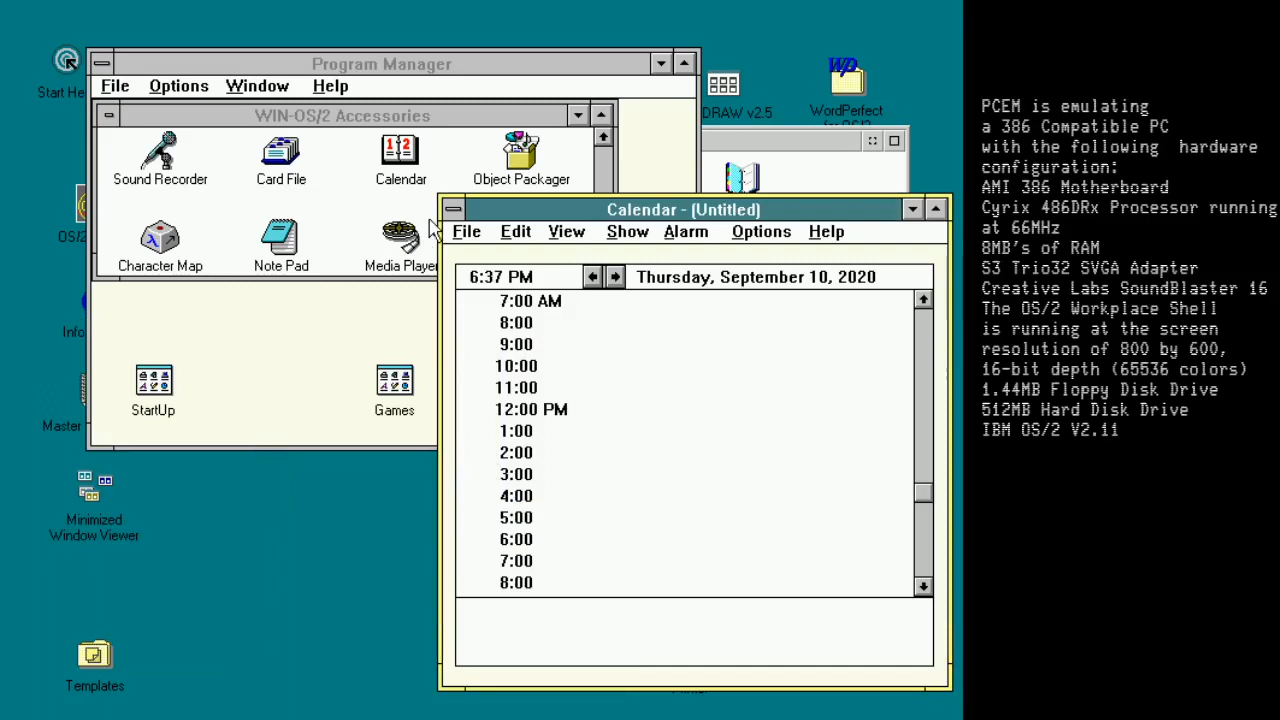 Start He
Program Manager
File Options Window Help
WIN-OS/2 Accessories
Sound Recorder
Card File
Calendar
Object Packager
Character Map
Note Pad
Media Player
StartUp
Games
DRAW v2.5
WP
WordPerfect
for OS/2
OS/2
Info
Master
Minimized
Window Viewer
Templates
Calendar - (Untitled)
File Edit View Show Alarm Options Help
6:37 PM Thursday, September 10, 2020
7:00 AM
8:00
9:00
10:00
11:00
12:00 PM
1:00
2:00
3:00
4:00
5:00
6:00
7:00
8:00
PCEM is emulating
a 386 Compatible PC
with the following hardware
configuration:
AMI 386 Motherboard
Cyrix 486DRx Processor running
at 66MHz
8MB's of RAM
S3 Trio32 SVGA Adapter
Creative Labs SoundBlaster 16
The OS/2 Workplace Shell
is running at the screen
resolution of 800 by 600,
16-bit depth (65536 colors)
1.44MB Floppy Disk Drive
512MB Hard Disk Drive
IBM OS/2 V2.11